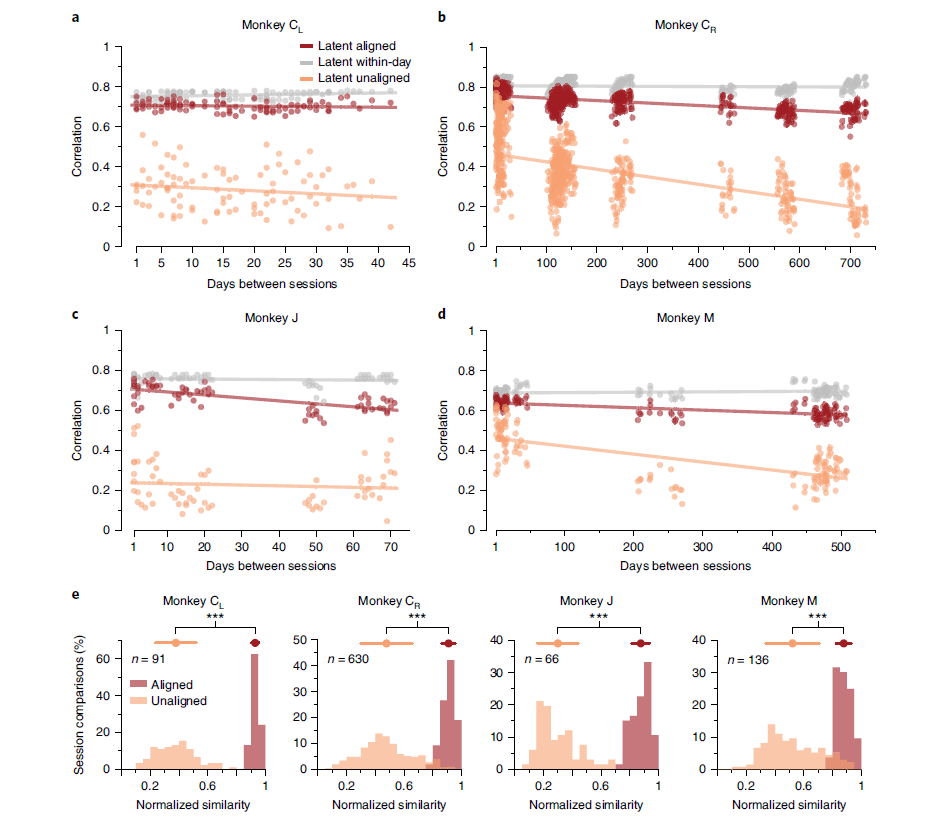 a
Monkey CL
1
0.8
0.6
0.4
0.2
0
Correlation
Latent aligned
Latent within-day
Latent unaligned
1 5 10 15 20 25 30 35 40 45
Days between sessions
b
Monkey CR
1
0.8
0.6
0.4
0.2
0
Correlation
1 100 200 300 400 500 600 700
Days between sessions
c
Monkey J
1
0.8
0.6
0.4
0.2
0
Correlation
1 10 20 30 40 50 60 70
Days between sessions
d
Monkey M
1
0.8
0.6
0.4
0.2
0
Correlation
1 100 200 300 400 500
Days between sessions
e
Monkey CL
***
n = 91
Aligned
Unaligned
Session comparisons (%)
60
40
20
0
0.2 0.6 1
Normalized similarity
Monkey CR
***
n = 630
50
40
30
20
10
0
0.2 0.6 1
Normalized similarity
Monkey J
***
n = 66
40
30
20
10
0
0.2 0.6 1
Normalized similarity
Monkey M
***
n = 136
40
30
20
10
0
0.2 0.6 1
Normalized similarity